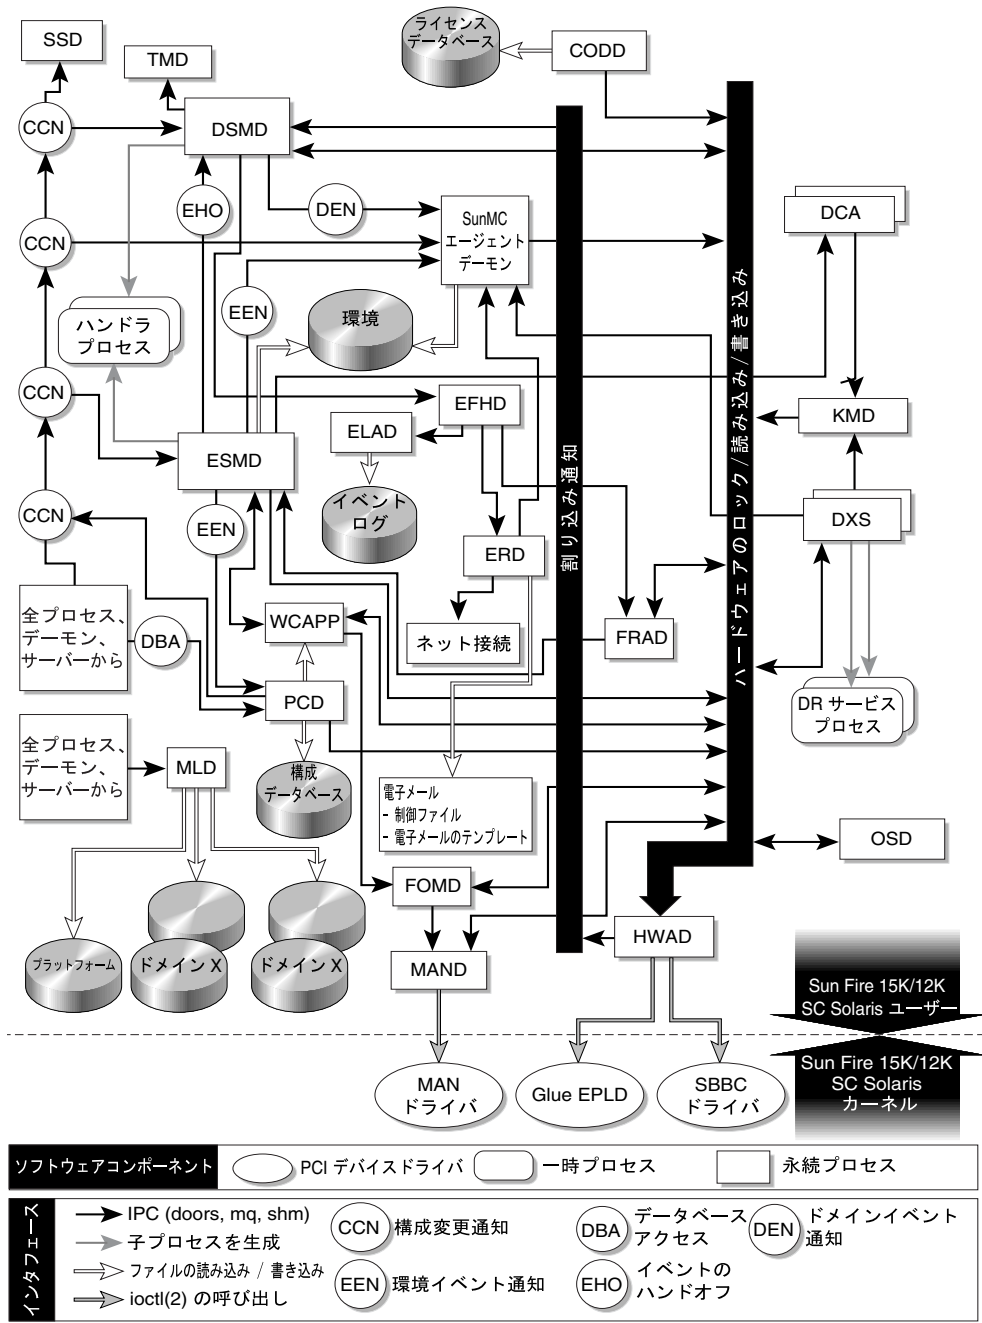 ライセンス
データベース
CODD
SSD
TMD
CCN
DSMD
EHO
DEN
SunMC
エージェント
デーモン
DCA
CCN
EEN
環境
ハンドラ
プロセス
CCN
EFHD
ELAD
KMD
ESMD
イベント
ログ
CCN
EEN
ERD
DXS
割り込み通知
ハードウェアのロック/読み込み/書き込み
全プロセス、
デーモン、
サーバーから
DBA
WCAPP
ネット接続
FRAD
PCD
DR サービス
プロセス
全プロセス、
デーモン、
サーバーから
MLD
構成
データベース
電子メール
- 制御ファイル
- 電子メールのテンプレート
OSD
FOMD
HWAD
MAND
プラットフォーム
ドメイン X
ドメイン X
Sun Fire 15K/12K
SC Solaris ユーザー
Sun Fire 15K/12K
SC Solaris
カーネル
MAN
ドライバ
Glue EPLD
SBBC
ドライバ
ソフトウェアコンポーネント
PCI デバイスドライバ
一時プロセス
永続プロセス
インタフェース
IPC (doors, mq, shm)
子プロセスを生成
ファイルの読み込み / 書き込み
ioctl(2) の呼び出し
CCN
構成変更通知
EEN
環境イベント通知
DBA
データベース
アクセス
EHO
イベントの
ハンドオフ
DEN
ドメインイベント
通知